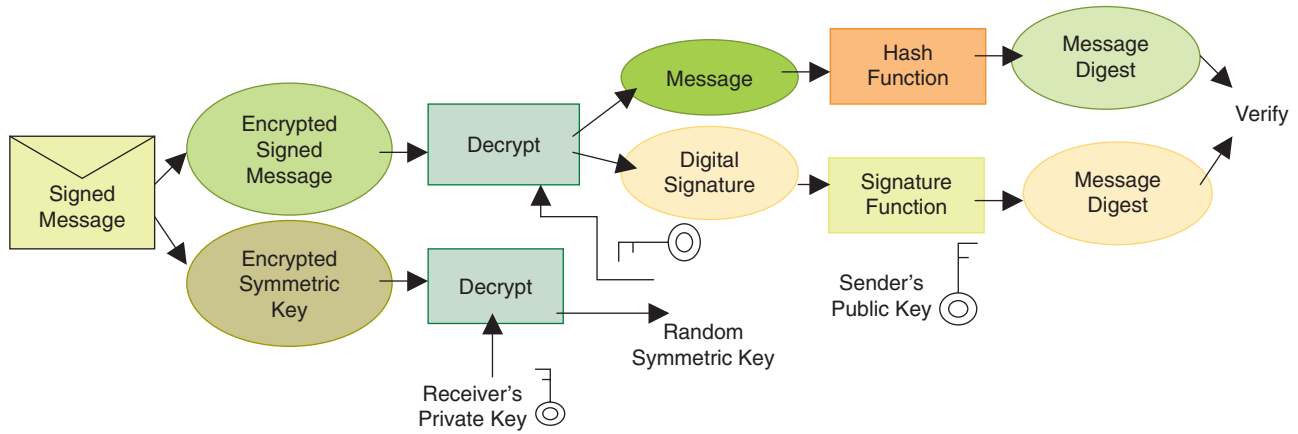 Signed
Message
Encrypted
Signed
Message
Encrypted
Symmetric
Key
Decrypt
Decrypt
Receiver's
Private Key
Random
Symmetric Key
Message
Digital
Signature
Hash
Function
Signature
Function
Sender's
Public Key
Message
Digest
Message
Digest
Verify